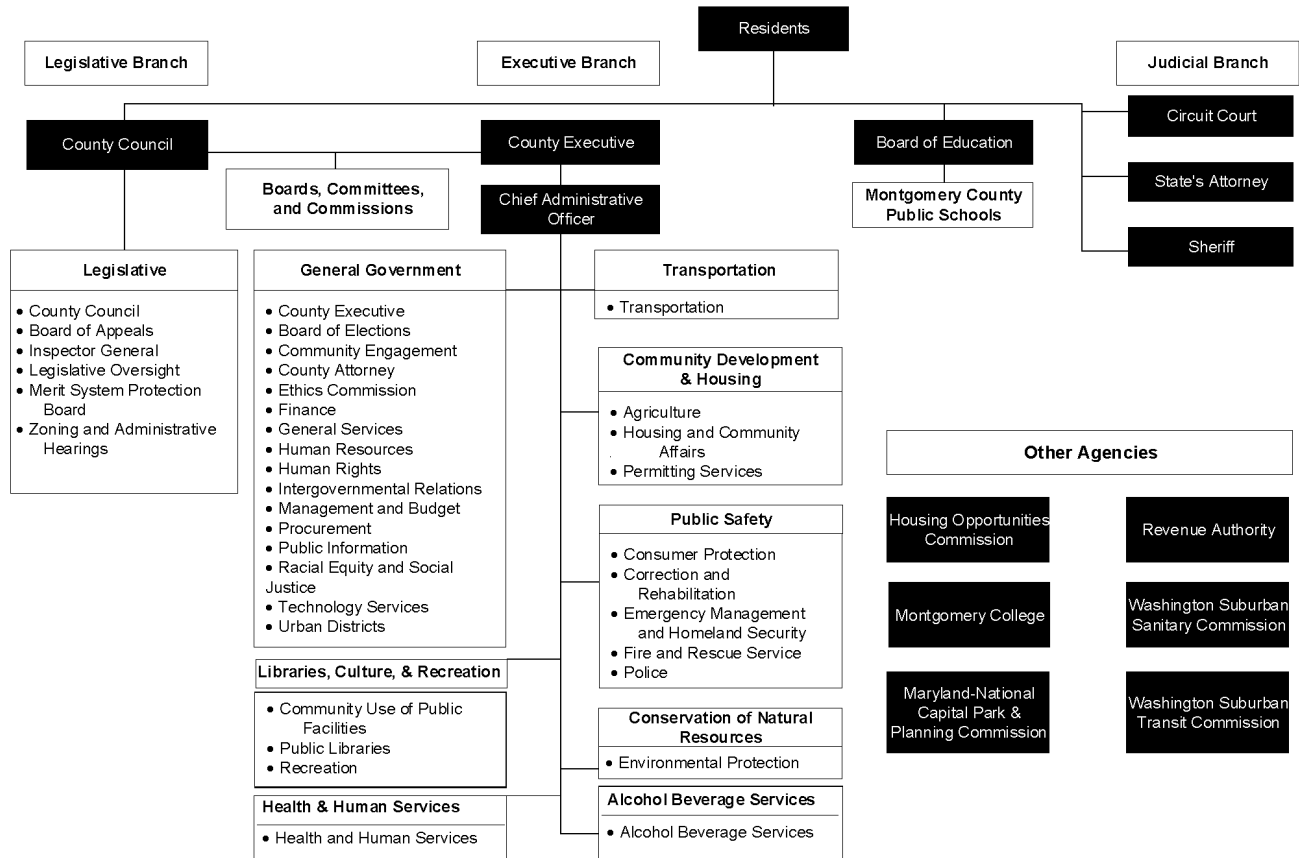 Residents
Legislative Branch
Executive Branch
Judicial Branch
County Council
County Executive
Board of Education
Circuit Court
Boards, Committees,
and Commissions
Chief Administrative
Officer
Montgomery County
Public Schools
State's Attorney
Sheriff
Legislative
• County Council
• Board of Appeals
• Inspector General
• Legislative Oversight
• Merit System Protection
Board
• Zoning and Administrative
Hearings
General Government
• County Executive
• Board of Elections
• Community Engagement
• County Attorney
• Ethics Commission
• Finance
• General Services
• Human Resources
• Human Rights
• Intergovernmental Relations
• Management and Budget
• Procurement
• Public Information
• Racial Equity and Social
Justice
• Technology Services
• Urban Districts
Libraries, Culture, & Recreation
• Community Use of Public
Facilities
• Public Libraries
• Recreation
Health & Human Services
• Health and Human Services
Transportation
• Transportation
Community Development
& Housing
• Agriculture
• Housing and Community
. Affairs
• Permitting Services
Public Safety
• Consumer Protection
• Correction and
Rehabilitation
• Emergency Management
and Homeland Security
• Fire and Rescue Service
• Police
Conservation of Natural
Resources
• Environmental Protection
Alcohol Beverage Services
• Alcohol Beverage Services
Other Agencies
Housing Opportunities
Commission
Revenue Authority
Montgomery College
Washington Suburban
Sanitary Commission
Maryland-National
Capital Park &
Planning Commission
Washington Suburban
Transit Commission